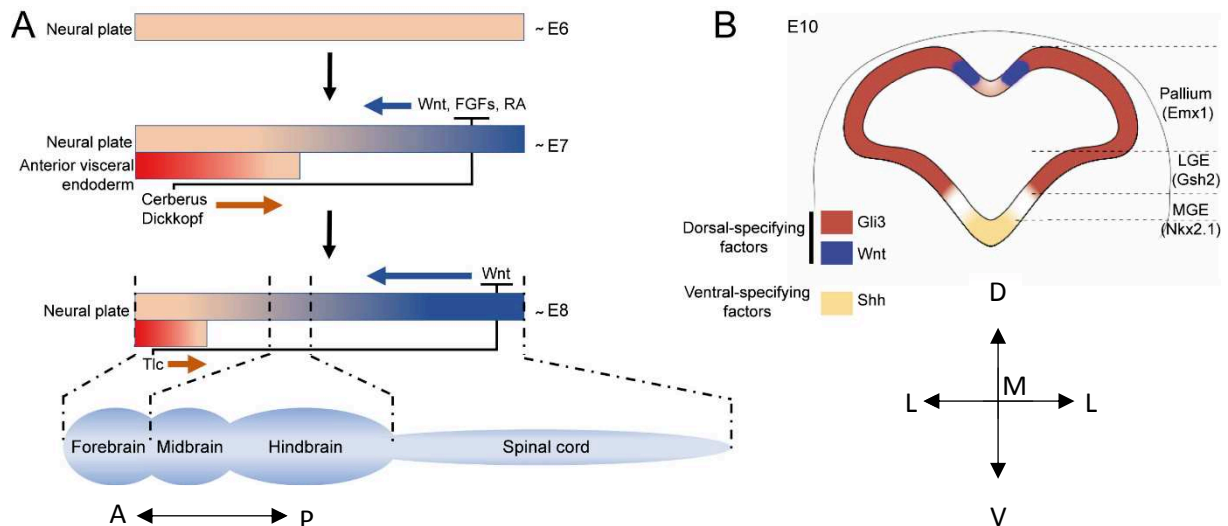 A
Neural plate
~ E6
Wnt, FGFs, RA
Neural plate
~ E7
Anterior visceral
endoderm
Cerberus
Dickkopf
Wnt
Neural plate
~ E8
Tlc
Forebrain
Midbrain
Hindbrain
Spinal cord
A
P
B
E10
Pallium
(Emx1)
LGE
(Gsh2)
MGE
(Nkx2.1)
Dorsal-specifying
factors
Gli3
Wnt
Ventral-specifying
factors
Shh
D
M
L
L
V